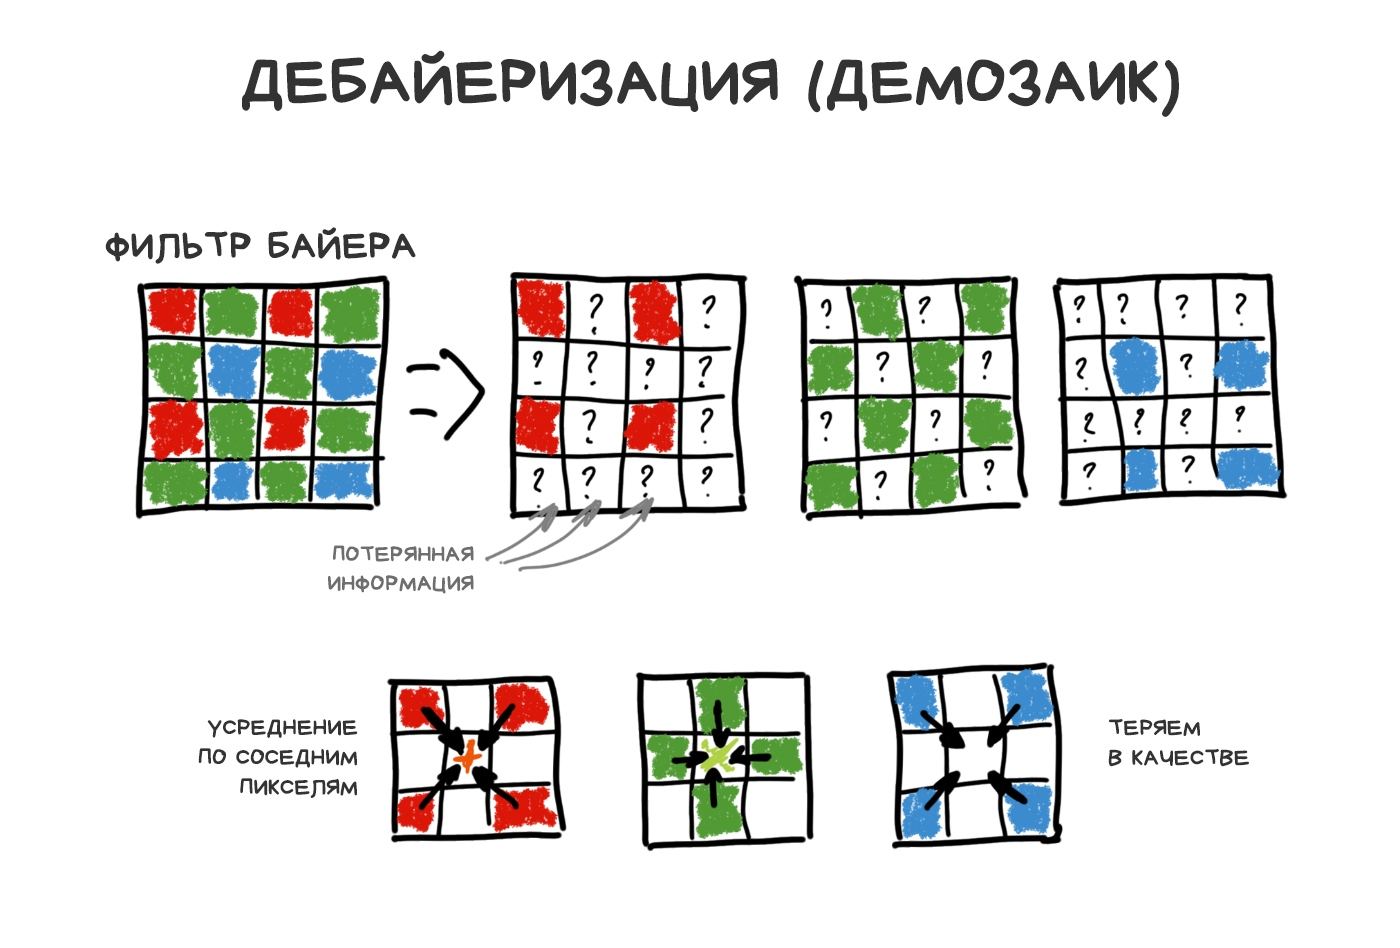 ДЕБАЙЕРИЗАЦИЯ (ДЕМОЗАИК)
ФИЛЬТР БАЙЕРА
? ?
? ? ? ?
? ?
? ? ? ?
? ?
? ?
? ?
? ?
? ? ? ?
? ?
? ? ? ?
? ?
ПОТЕРЯННАЯ
ИНФОРМАЦИЯ
УСРЕДНЕНИЕ
ПО СОСЕДНИМ
ПИКСЕЛЯМ
ТЕРЯЕМ
В КАЧЕСТВЕ